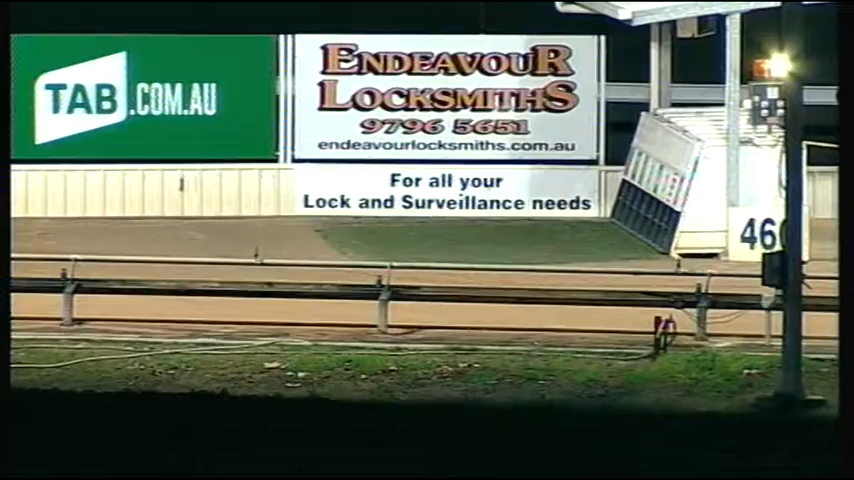 TAB.COM.AU
ENDEAVOUR
LOCKSMITHS
9796 5651
endeavourlocksmiths.com.au
For all your
Lock and Surveillance needs
46